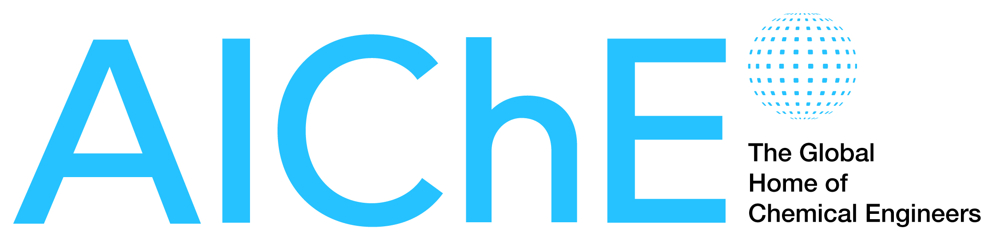 AIChE
The Global
Home of
Chemical Engineers